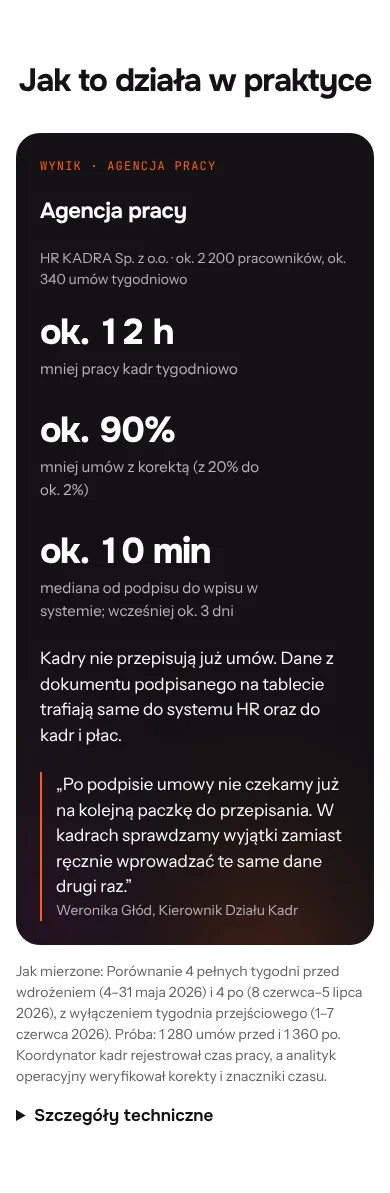 Jak to działa w praktyce
WYNIK · AGENCJA PRACY
Agencja pracy
HR KADRA Sp. z o.o. · ok. 2 200 pracowników, ok.
340 umów tygodniowo
ok. 12 h
mniej pracy kadr tygodniowo
ok. 90%
mniej umów z korektą (z 20% do
ok. 2%)
ok. 10 min
mediana od podpisu do wpisu w
systemie; wcześniej ok. 3 dni
Kadry nie przepisują już umów. Dane z
dokumentu podpisanego na tablecie
trafiają same do systemu HR oraz do
kadr i płac.
„Po podpisie umowy nie czekamy już
na kolejną paczkę do przepisania. W
kadrach sprawdzamy wyjątki zamiast
ręcznie wprowadzać te same dane
drugi raz.”
Weronika Głód, Kierownik Działu Kadr
Jak mierzone: Porównanie 4 pełnych tygodni przed
wdrożeniem (4–31 maja 2026) i 4 po (8 czerwca–5 lipca
2026), z wyłączeniem tygodnia przejściowego (1–7
czerwca 2026). Próba: 1 280 umów przed i 1 360 po.
Koordynator kadr rejestrował czas pracy, a analityk
operacyjny weryfikował korekty i znaczniki czasu.
▶ Szczegóły techniczne